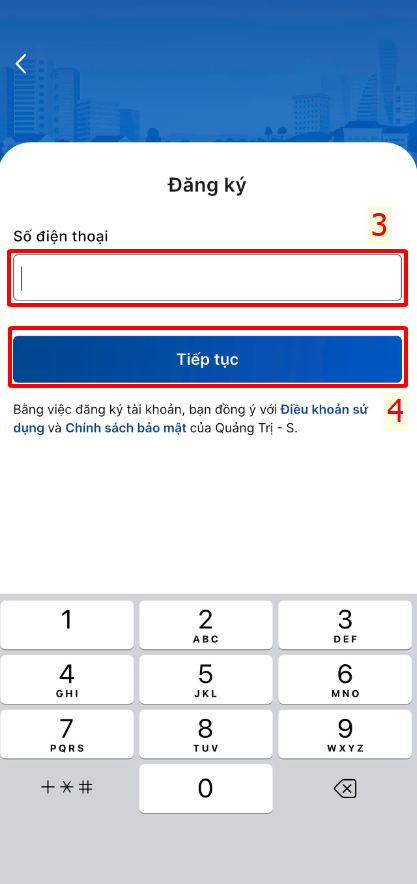 Đăng ký
Số điện thoại
3
Tiếp tục
4
Bằng việc đăng ký tài khoản, bạn đồng ý với Điều khoản sử
dụng và Chính sách bảo mật của Quảng Trị - S.
1 2 3
ABC DEF
4 5 6
GHI JKL MNO
7 8 9
PQRS TUV WXYZ
+*# 0